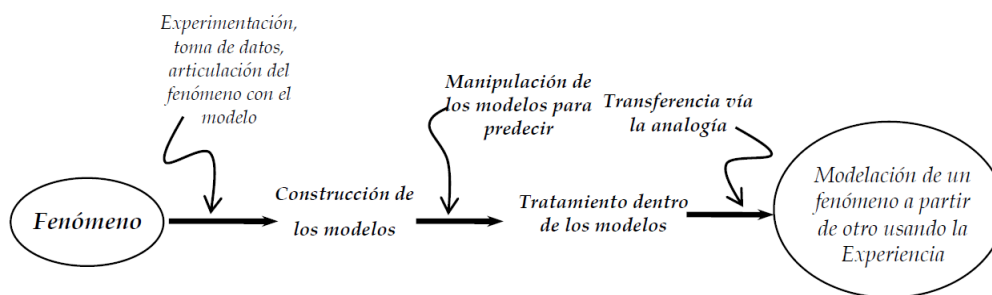 Experimentación,
toma de datos,
articulación del
fenómeno con el
modelo
Manipulación de
los modelos para
predecir
Transferencia vía
la analogía
Fenómeno
Construcción de
los modelos
Tratamiento dentro
de los modelos
Modelación de un
fenómeno a partir
de otro usando la
Experiencia